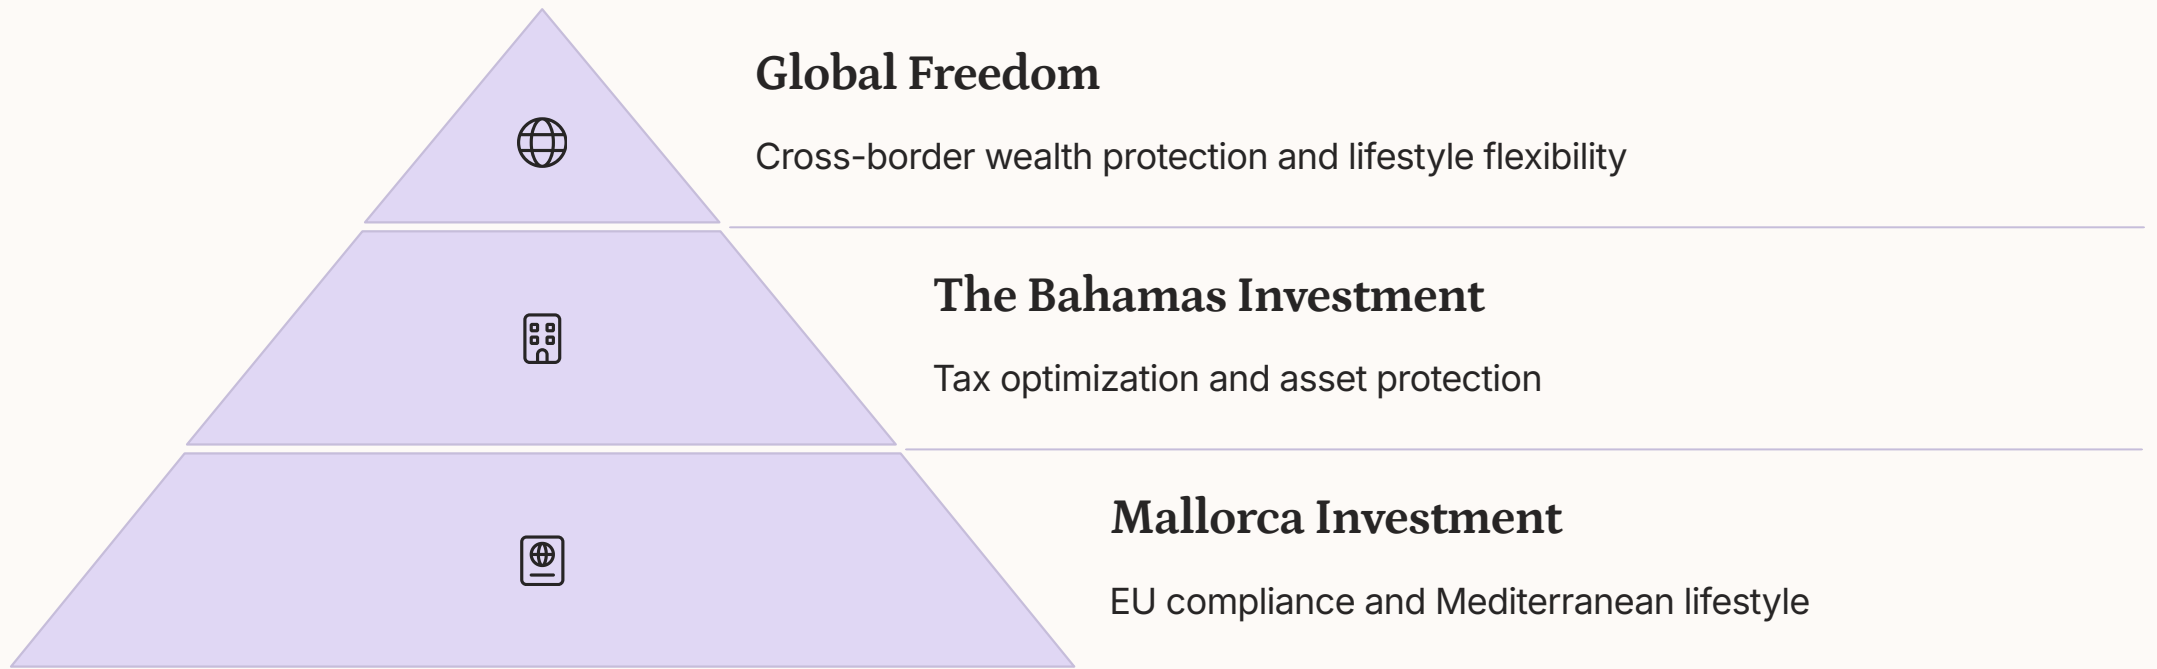 Global Freedom
Cross-border wealth protection and lifestyle flexibility
The Bahamas Investment
Tax optimization and asset protection
Mallorca Investment
EU compliance and Mediterranean lifestyle